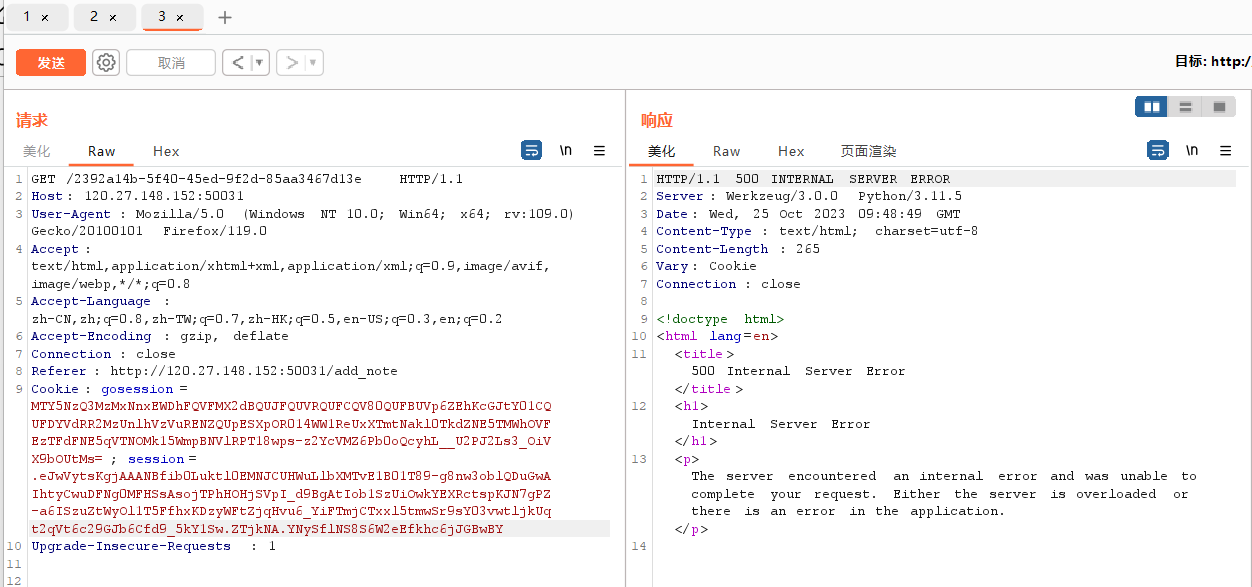 1 × 2 × 3 × +
发送 取消 < ▼ > ▼ 目标: http:/
请求
美化 Raw Hex \n ≡
1 GET /2392a14b-5f40-45ed-9f2d-85aa3467d13e HTTP/1.1
2 Host: 120.27.148.152:50031
3 User-Agent : Mozilla/5.0 (Windows NT 10.0; Win64; x64; rv:109.0)
Gecko/20100101 Firefox/119.0
4 Accept :
text/html,application/xhtml+xml,application/xml;q=0.9,image/avif,
image/webp,*/*;q=0.8
5 Accept-Language :
zh-CN,zh;q=0.8,zh-TW;q=0.7,zh-HK;q=0.5,en-US;q=0.3,en;q=0.2
6 Accept-Encoding : gzip, deflate
7 Connection : close
8 Referer : http://120.27.148.152:50031/add_note
9 Cookie : gosession =
; session =
10 Upgrade-Insecure-Requests : 1
11
12
响应
美化 Raw Hex 页面渲染 \n ≡
1 HTTP/1.1 500 INTERNAL SERVER ERROR
2 Server : Werkzeug/3.0.0 Python/3.11.5
3 Date : Wed, 25 Oct 2023 09:48:49 GMT
4 Content-Type : text/html; charset=utf-8
5 Content-Length : 265
6 Vary : Cookie
7 Connection : close
8
9 <!doctype html>
10 <html lang=en>
11 <title>
500 Internal Server Error
</title>
12 <h1>
Internal Server Error
</h1>
13 <p>
The server encountered an internal error and was unable to
complete your request. Either the server is overloaded or
there is an error in the application.
</p>
14